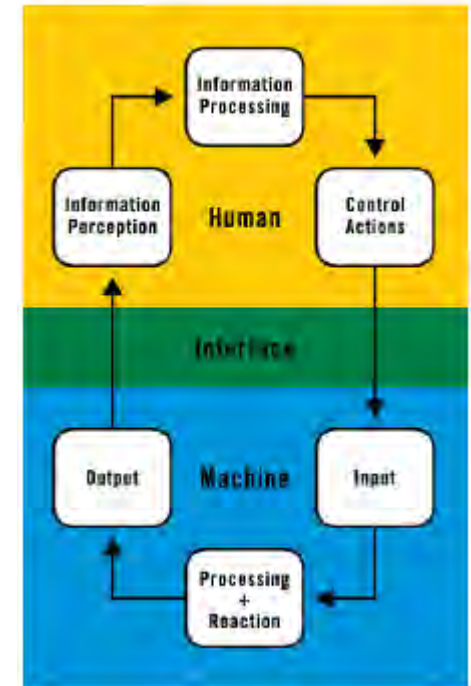 Information
Processing
Information
Perception
Human
Control
Actions
Interface
Output
Machine
Input
Processing
+
Reaction